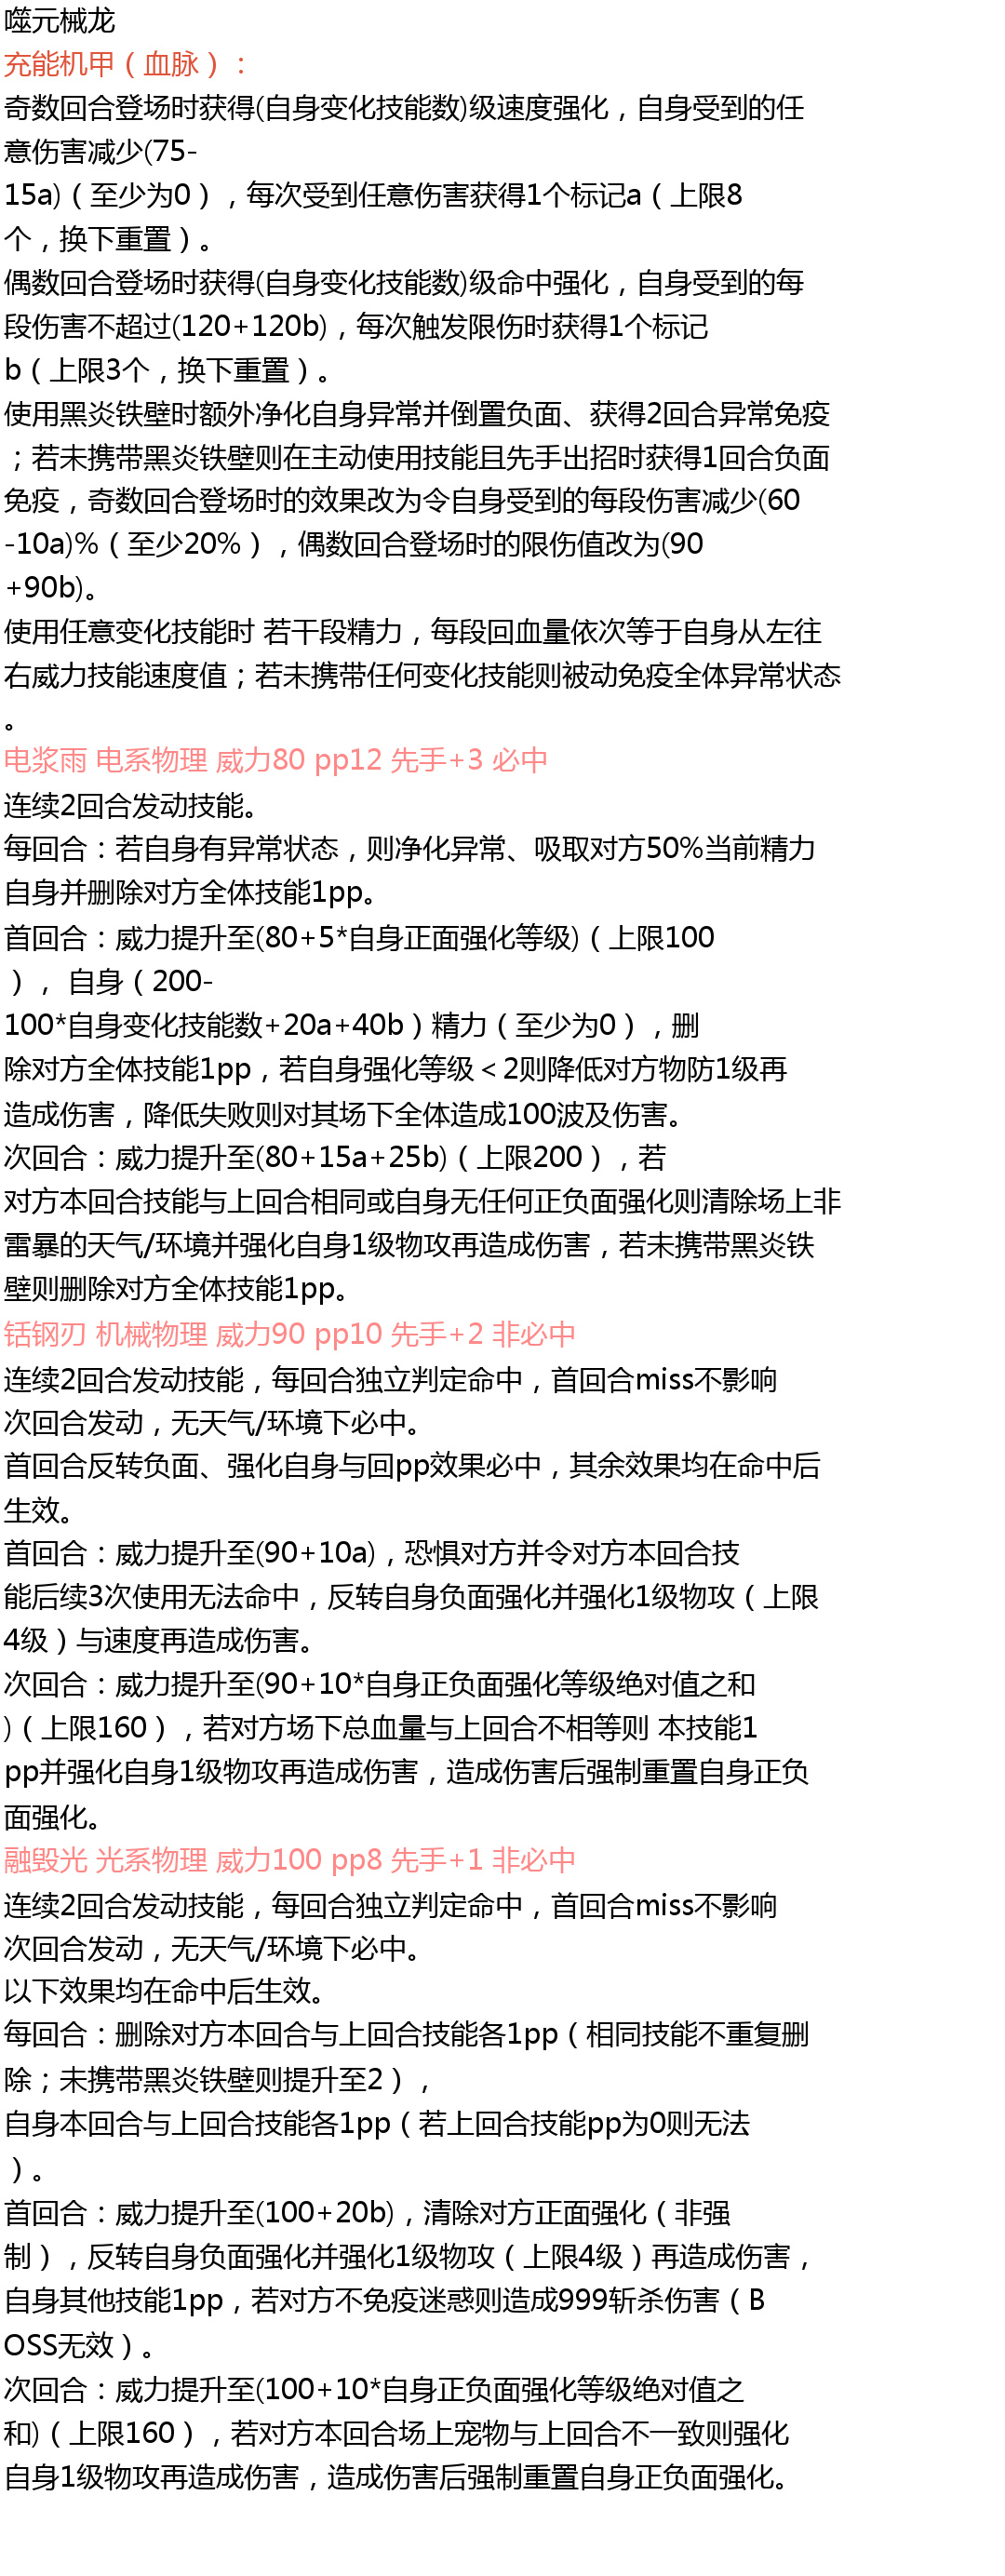 噬元械龙
充能机甲（血脉）：
奇数回合登场时获得(自身变化技能数)级速度强化，自身受到的任
意伤害减少(75-
15a)（至少为0），每次受到任意伤害获得1个标记a（上限8
个，换下重置）。
偶数回合登场时获得(自身变化技能数)级命中强化，自身受到的每
段伤害不超过(120+120b)，每次触发限伤时获得1个标记
b（上限3个，换下重置）。
使用黑炎铁壁时额外净化自身异常并倒置负面、获得2回合异常免疫
；若未携带黑炎铁壁则在主动使用技能且先手出招时获得1回合负面
免疫，奇数回合登场时的效果改为令自身受到的每段伤害减少(60
-10a)%（至少20%），偶数回合登场时的限伤值改为(90
+90b)。
使用任意变化技能时 若干段精力，每段回血量依次等于自身从左往
右威力技能速度值；若未携带任何变化技能则被动免疫全体异常状态
。
电浆雨 电系物理 威力80 pp12 先手+3 必中
连续2回合发动技能。
每回合：若自身有异常状态，则净化异常、吸取对方50%当前精力
自身并删除对方全体技能1pp。
首回合：威力提升至(80+5*自身正面强化等级)（上限100
）， 自身（200-
100*自身变化技能数+20a+40b）精力（至少为0），删
除对方全体技能1pp，若自身强化等级＜2则降低对方物防1级再
造成伤害，降低失败则对其场下全体造成100波及伤害。
次回合：威力提升至(80+15a+25b)（上限200），若
对方本回合技能与上回合相同或自身无任何正负面强化则清除场上非
雷暴的天气/环境并强化自身1级物攻再造成伤害，若未携带黑炎铁
壁则删除对方全体技能1pp。
铦钢刃 机械物理 威力90 pp10 先手+2 非必中
连续2回合发动技能，每回合独立判定命中，首回合miss不影响
次回合发动，无天气/环境下必中。
首回合反转负面、强化自身与回pp效果必中，其余效果均在命中后
生效。
首回合：威力提升至(90+10a)，恐惧对方并令对方本回合技
能后续3次使用无法命中，反转自身负面强化并强化1级物攻（上限
4级）与速度再造成伤害。
次回合：威力提升至(90+10*自身正负面强化等级绝对值之和
)（上限160），若对方场下总血量与上回合不相等则 本技能1
pp并强化自身1级物攻再造成伤害，造成伤害后强制重置自身正负
面强化。
融毁光 光系物理 威力100 pp8 先手+1 非必中
连续2回合发动技能，每回合独立判定命中，首回合miss不影响
次回合发动，无天气/环境下必中。
以下效果均在命中后生效。
每回合：删除对方本回合与上回合技能各1pp（相同技能不重复删
除；未携带黑炎铁壁则提升至2），
自身本回合与上回合技能各1pp（若上回合技能pp为0则无法
）。
首回合：威力提升至(100+20b)，清除对方正面强化（非强
制），反转自身负面强化并强化1级物攻（上限4级）再造成伤害，
自身其他技能1pp，若对方不免疫迷惑则造成999斩杀伤害（B
OSS无效）。
次回合：威力提升至(100+10*自身正负面强化等级绝对值之
和)（上限160），若对方本回合场上宠物与上回合不一致则强化
自身1级物攻再造成伤害，造成伤害后强制重置自身正负面强化。